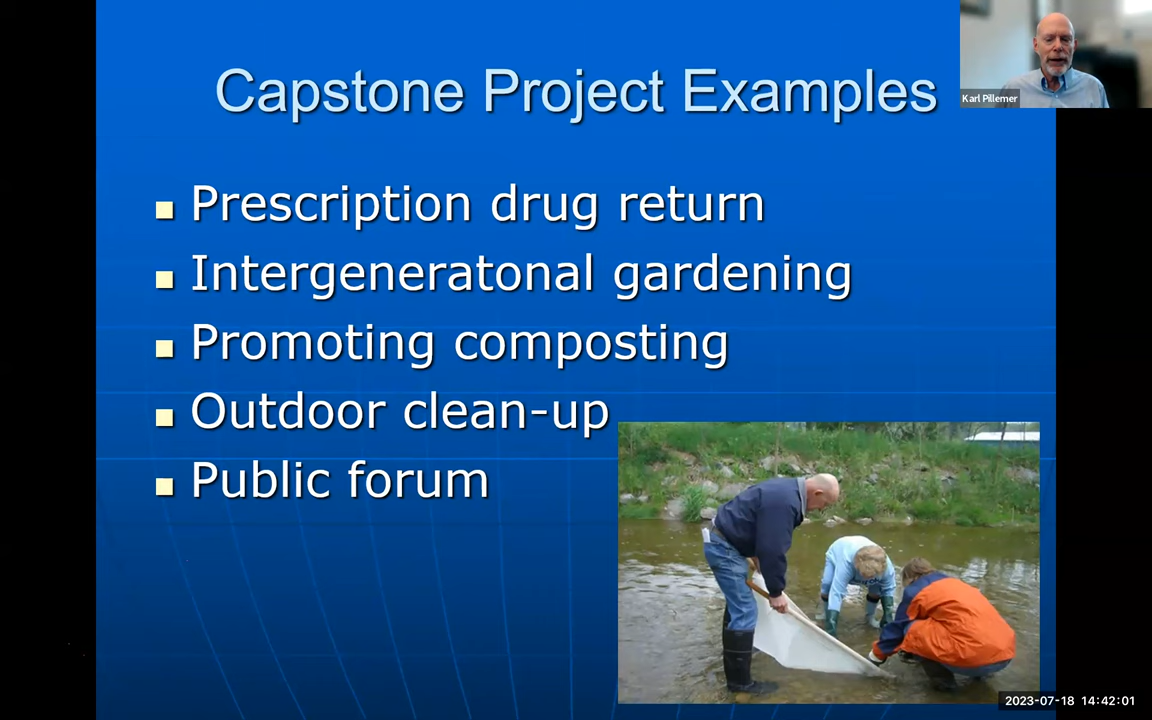 Capstone Project Examples
Karl Pillemer
Prescription drug return
Intergeneratonal gardening
Promoting composting
Outdoor clean-up
Public forum
2023-07-18 14:42:01